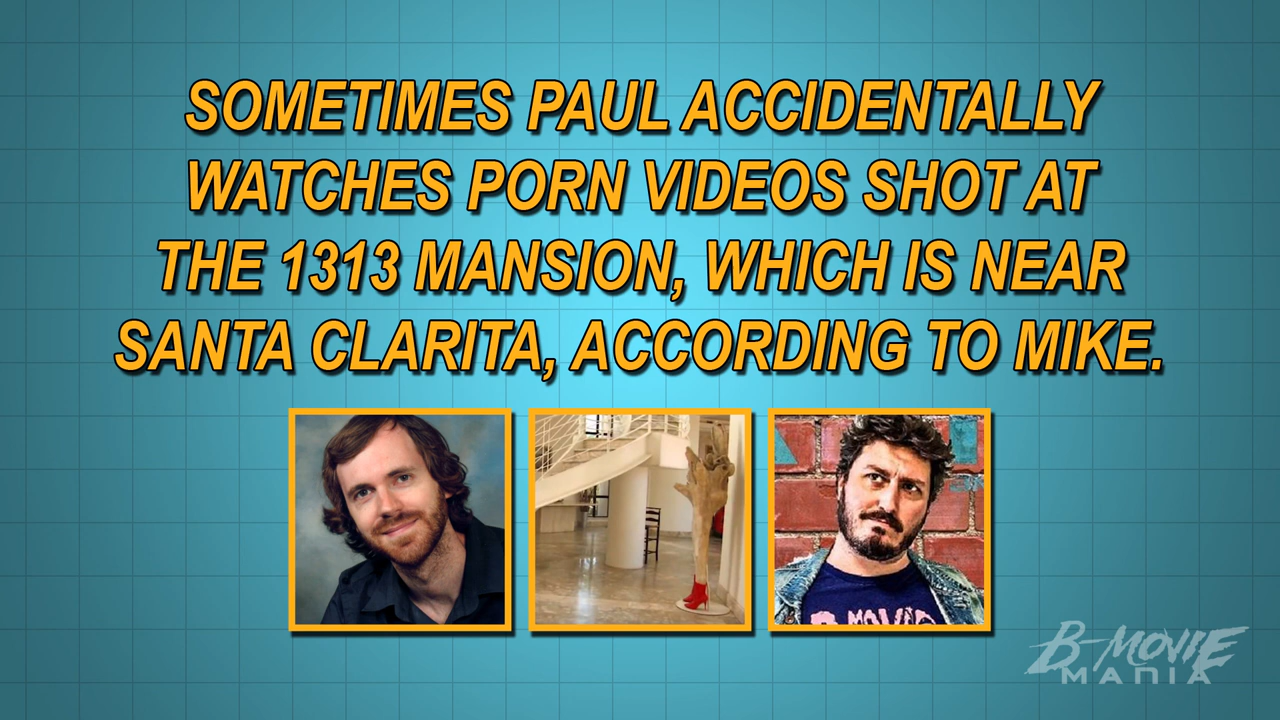 SOMETIMES PAUL ACCIDENTALLY
WATCHES PORN VIDEOS SHOT AT
THE 1313 MANSION, WHICH IS NEAR
SANTA CLARITA, ACCORDING TO MIKE.
B MOVIE
B-MOVIE
MANIA